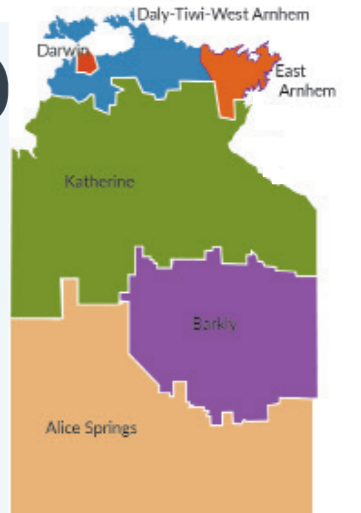 Daly-Tiwi-West Arnhem
Darwin
East
Arnhem
Katherine
Barkly
Alice Springs